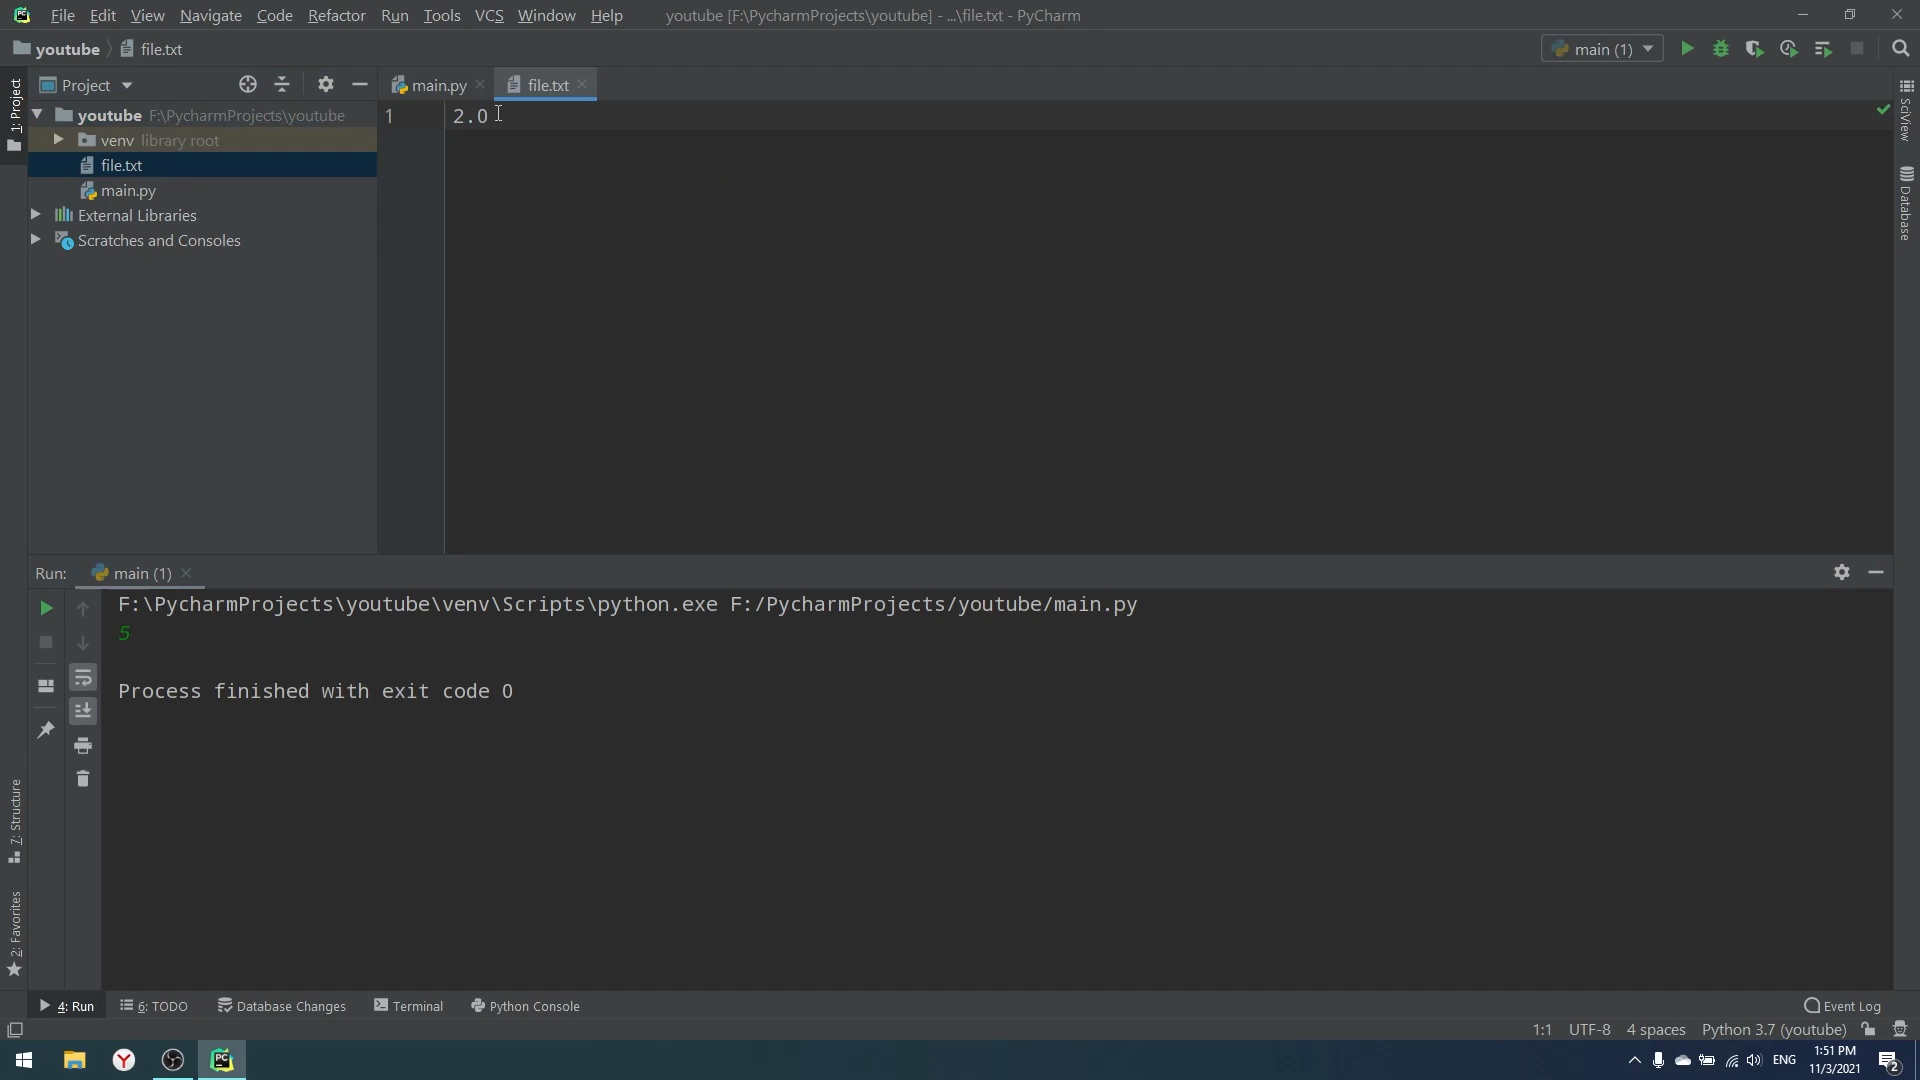 File Edit View Navigate Code Refactor Run Tools VCS Window Help youtube [F:\PycharmProjects\youtube] - ...\file.txt - PyCharm
youtube file.txt main (1)
1: Project
Project
main.py file.txt
youtube F:\PycharmProjects\youtube
1 2.0
venv library root
file.txt
main.py
External Libraries
Scratches and Consoles
SciView
Database
Run: main (1)
F:\PycharmProjects\youtube\venv\Scripts\python.exe F:/PycharmProjects/youtube/main.py
5
Process finished with exit code 0
7: Structure
2: Favorites
4: Run 6: TODO Database Changes Terminal Python Console Event Log
1:1 UTF-8 4 spaces Python 3.7 (youtube)
PC
ENG
1:51 PM
11/3/2021
2